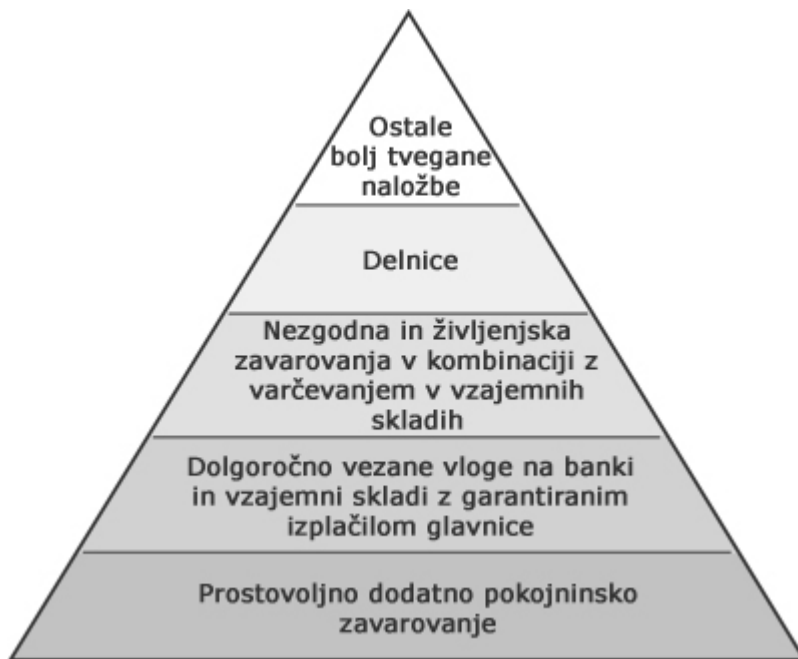 Ostale
bolj tvegane
naložbe
Delnice
Nezgodna in življenjska
zavarovanja v kombinaciji z
varčevanjem v vzajemnih
skladih
Dolgoročno vezane vloge na banki
in vzajemni skladi z garantiranim
izplačilom glavnice
Prostovoljno dodatno pokojninsko
zavarovanje